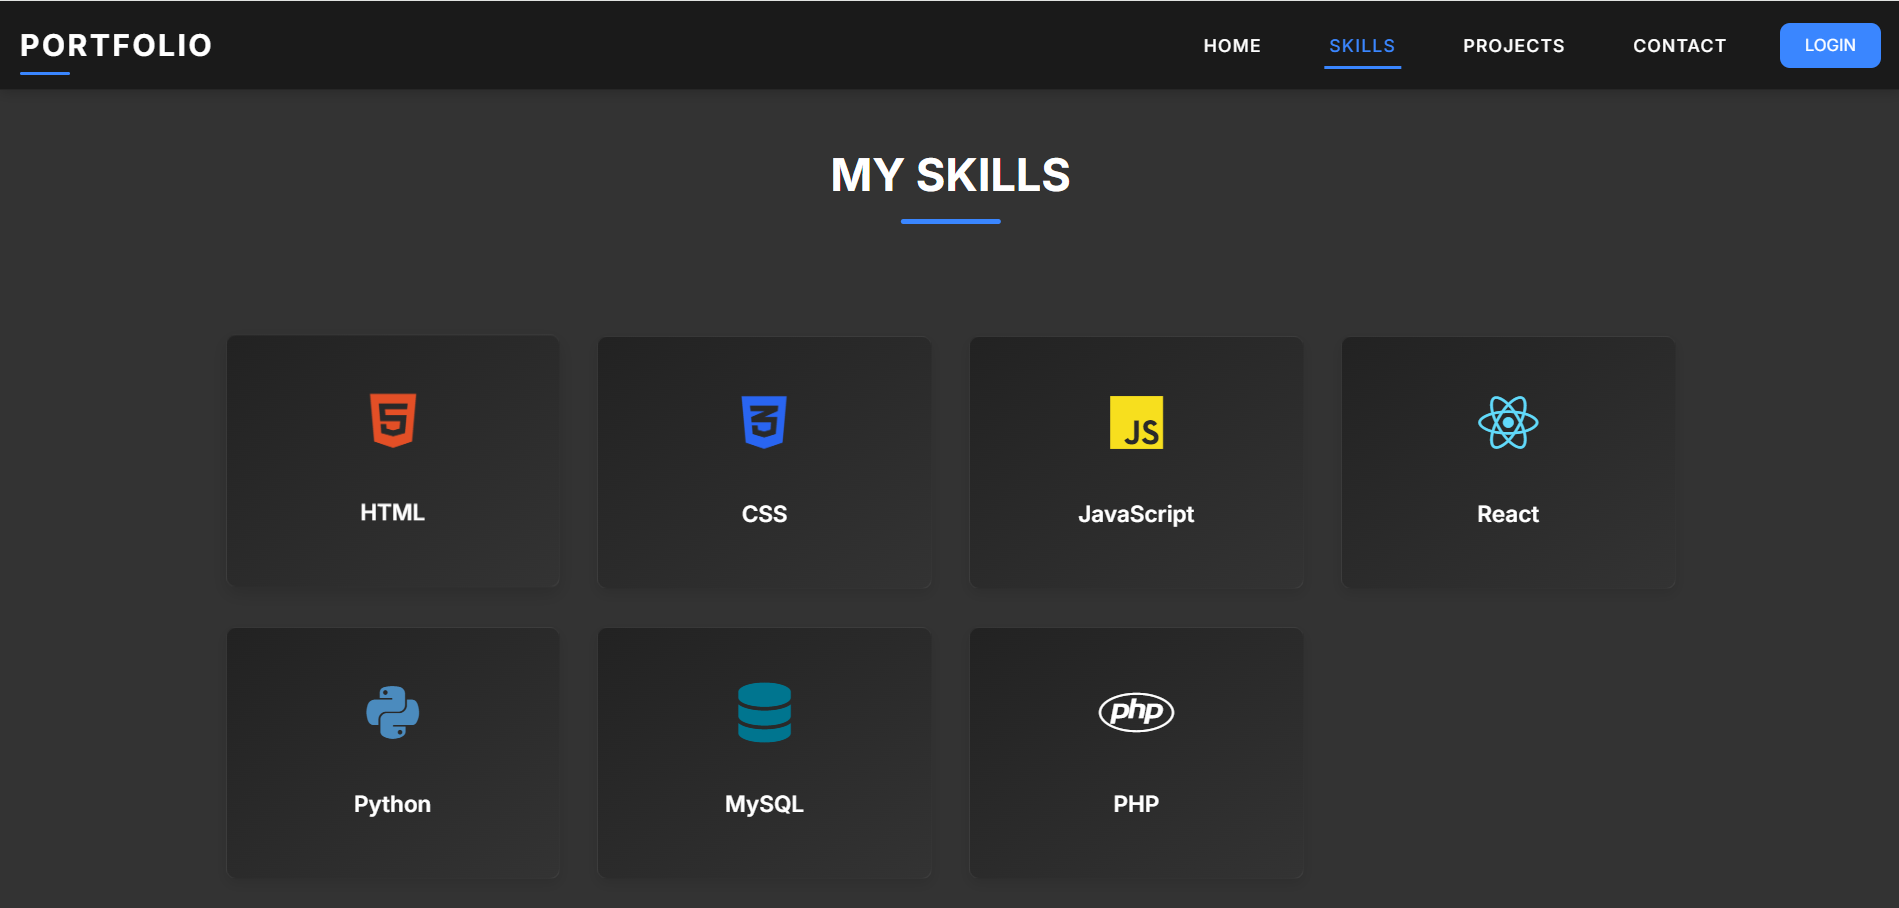 PORTFOLIO
HOME
SKILLS
PROJECTS
CONTACT
LOGIN
MY SKILLS
5
3
JS
HTML
CSS
JavaScript
React
php
Python
MySQL
PHP